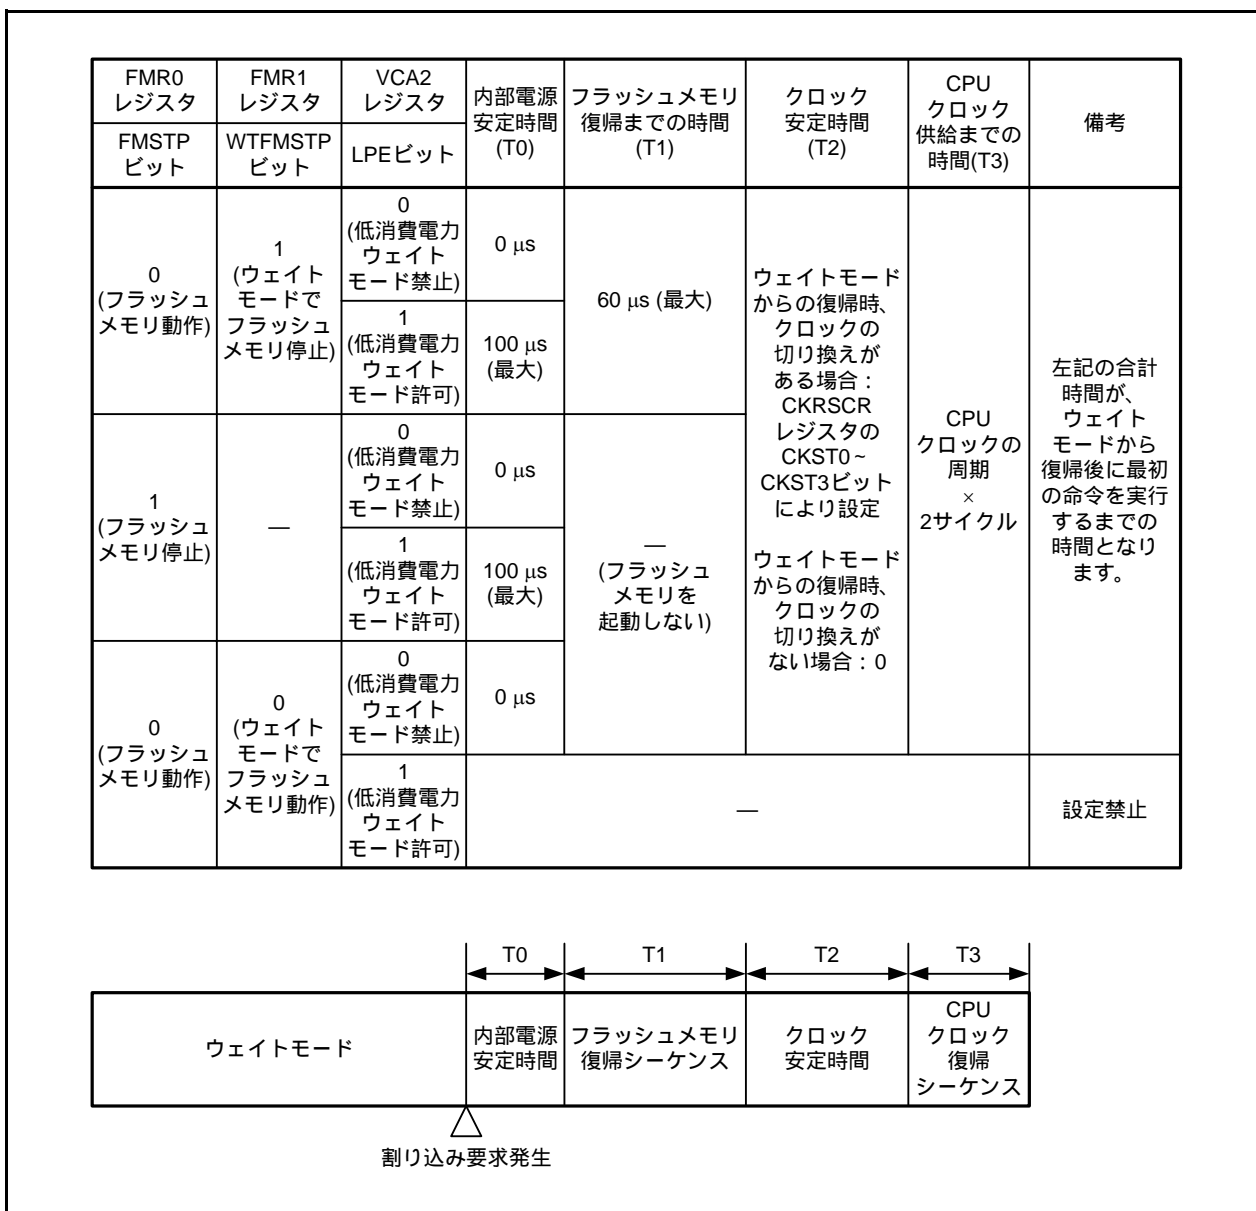 FMR0
レジスタ
FMR1
レジスタ
VCA2
レジスタ
内部電源
安定時間
(T0)
フラッシュメモリ
復帰までの時間
(T1)
クロック
安定時間
(T2)
CPU
クロック
供給までの
時間(T3)
備考
FMSTP
ビット
WTFMSTP
ビット
LPEビット
0
(フラッシュ
メモリ動作)
1
(ウェイト
モードで
フラッシュ
メモリ停止)
0
(低消費電力
ウェイト
モード禁止)
0 μs
60 μs (最大)
ウェイトモード
からの復帰時、
クロックの
切り換えが
ある場合：
CKRSCR
レジスタの
CKST0～
CKST3ビット
により設定
ウェイトモード
からの復帰時、
クロックの
切り換えが
ない場合：0
CPU
クロックの
周期
×
2サイクル
左記の合計
時間が、
ウェイト
モードから
復帰後に最初
の命令を実行
するまでの
時間となり
ます。
1
(低消費電力
ウェイト
モード許可)
100 μs
(最大)
1
(フラッシュ
メモリ停止)
—
0
(低消費電力
ウェイト
モード禁止)
0 μs
—
(フラッシュ
メモリを
起動しない)
1
(低消費電力
ウェイト
モード許可)
100 μs
(最大)
0
(フラッシュ
メモリ動作)
0
(ウェイト
モードで
フラッシュ
メモリ動作)
0
(低消費電力
ウェイト
モード禁止)
0 μs
1
(低消費電力
ウェイト
モード許可)
—
設定禁止
T0
T1
T2
T3
ウェイトモード
内部電源
安定時間
フラッシュメモリ
復帰シーケンス
クロック
安定時間
CPU
クロック
復帰
シーケンス
割り込み要求発生